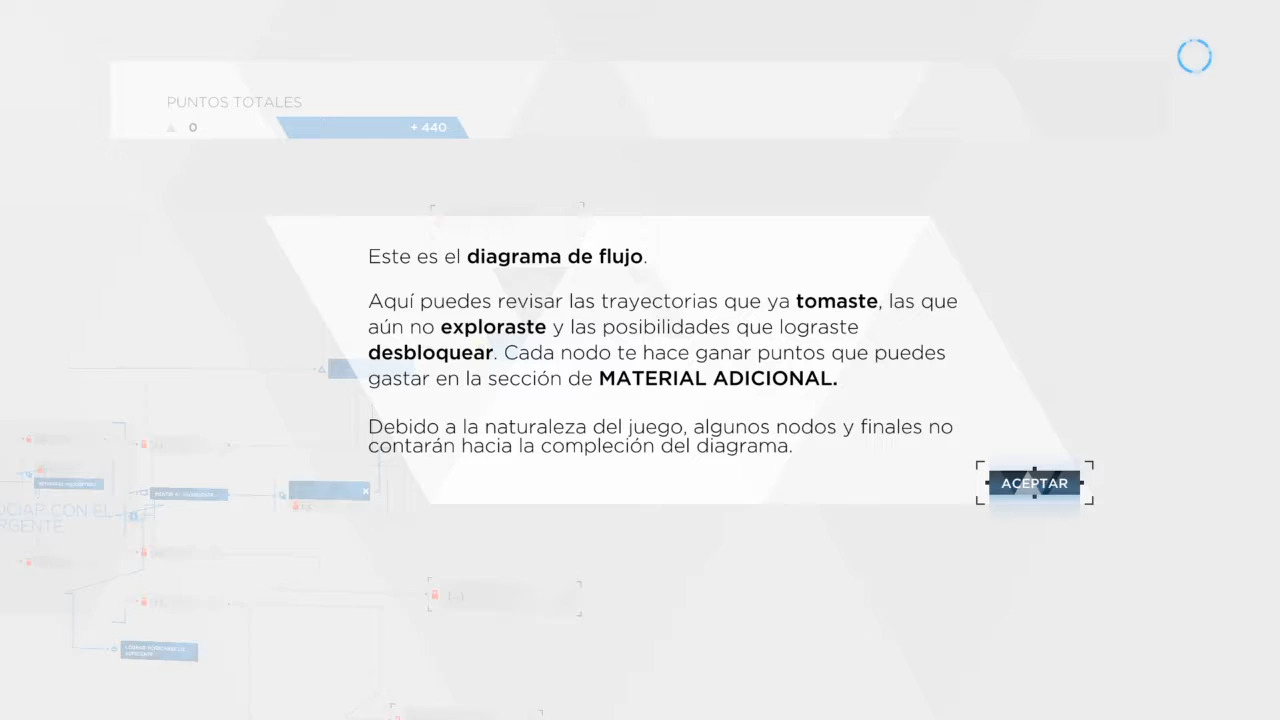 PUNTOS TOTALES
0
+ 440
Este es el diagrama de flujo.
Aquí puedes revisar las trayectorias que ya tomaste, las que
aún no exploraste y las posibilidades que lograste
desbloquear. Cada nodo te hace ganar puntos que puedes
gastar en la sección de MATERIAL ADICIONAL.
Debido a la naturaleza del juego, algunos nodos y finales no
contarán hacia la compleción del diagrama.
ACEPTAR
CON EL